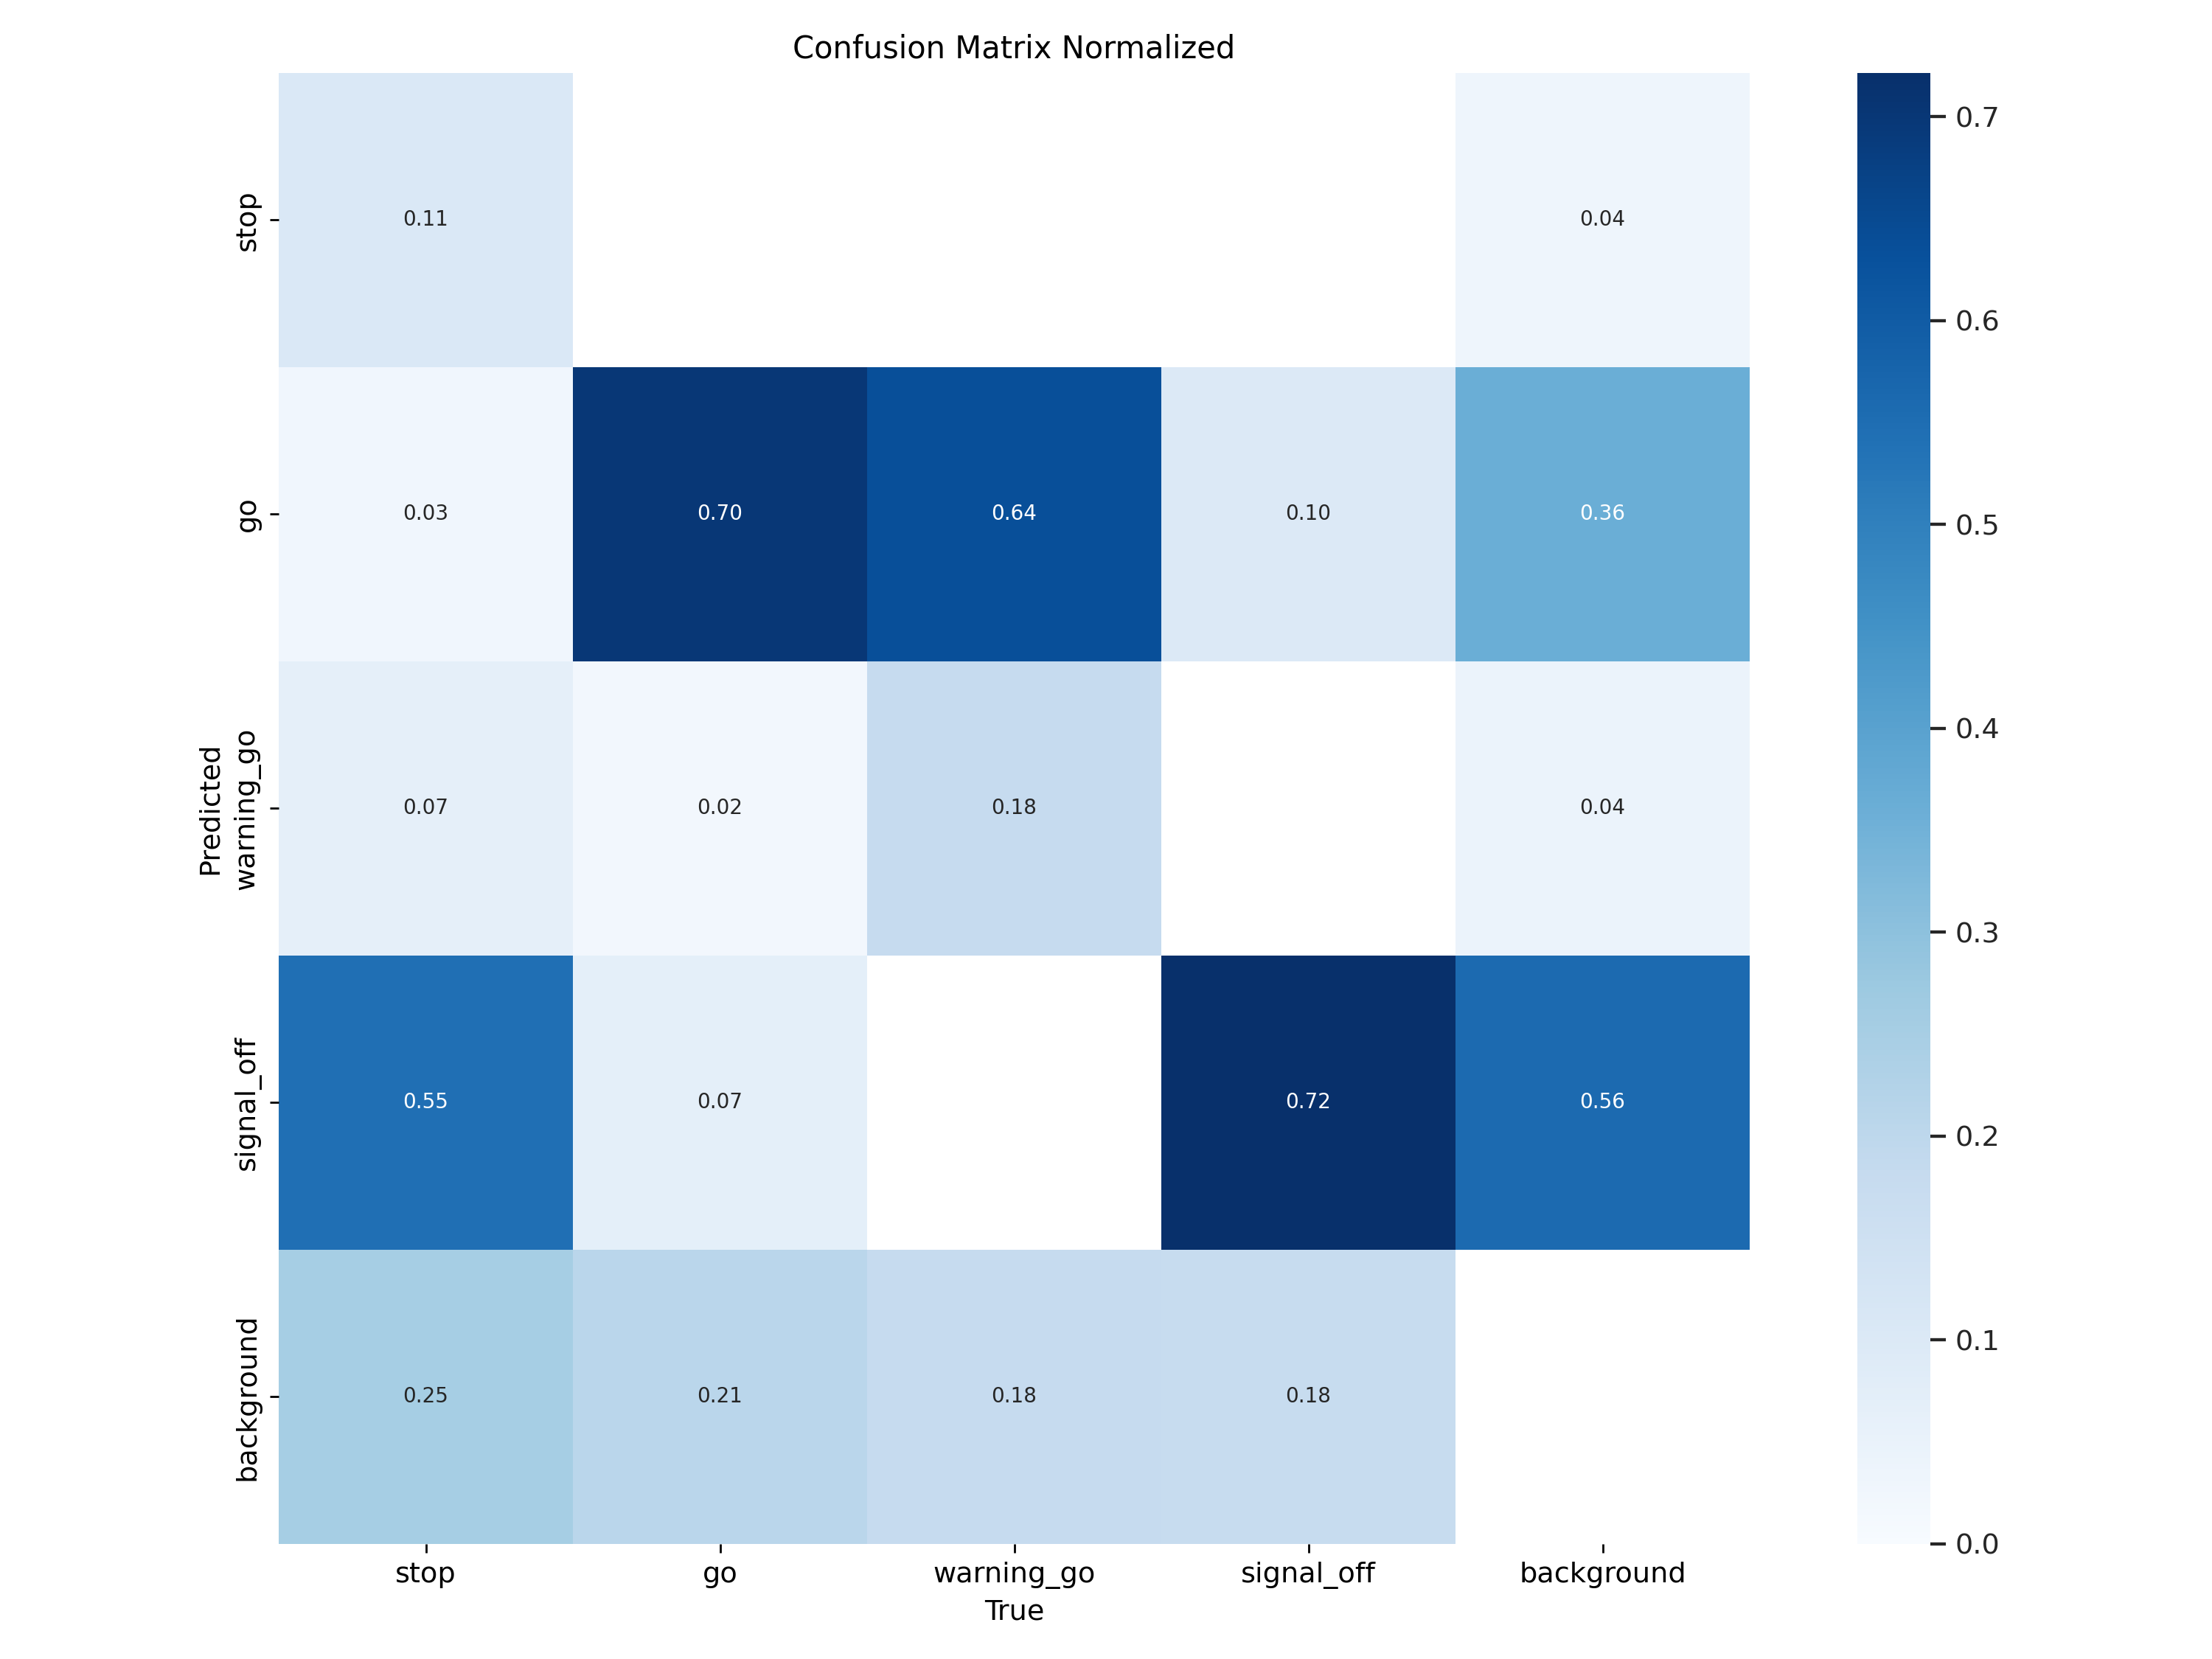 Confusion Matrix Normalized
stop
0.11
0.04
go
0.03
0.70
0.64
0.10
0.36
Predicted
warning_go
0.07
0.02
0.18
0.04
signal_off
0.55
0.07
0.72
0.56
background
0.25
0.21
0.18
0.18
stop
go
warning_go
signal_off
background
True
0.7
0.6
0.5
0.4
0.3
0.2
0.1
0.0